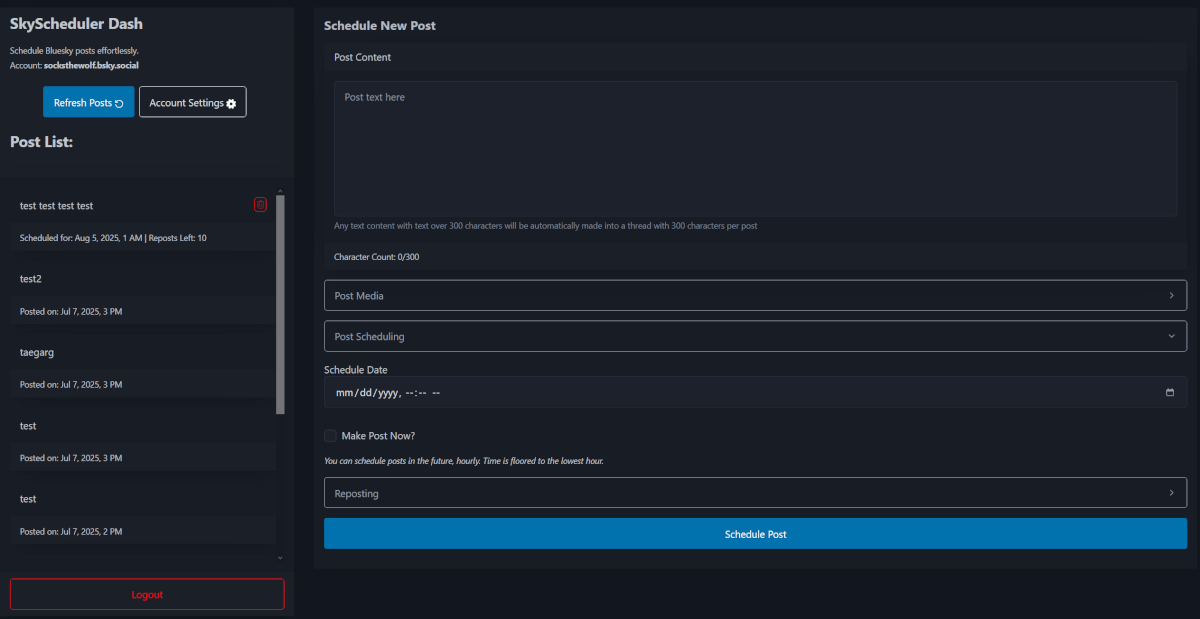 SkyScheduler Dash
Schedule Bluesky posts effortlessly.
Account: socksthewolf.bsky.social
Refresh Posts
Account Settings
Post List:
test test test test
Scheduled for: Aug 5, 2025, 1 AM | Reposts Left: 10
test2
Posted on: Jul 7, 2025, 3 PM
taegarg
Posted on: Jul 7, 2025, 3 PM
test
Posted on: Jul 7, 2025, 3 PM
test
Posted on: Jul 7, 2025, 2 PM
Logout
Schedule New Post
Post Content
Post text here
Any text content with text over 300 characters will be automatically made into a thread with 300 characters per post
Character Count: 0/300
Post Media
Post Scheduling
Schedule Date
mm/dd/yyyy, --:-- --
Make Post Now?
You can schedule posts in the future, hourly. Time is floored to the lowest hour.
Reposting
Schedule Post